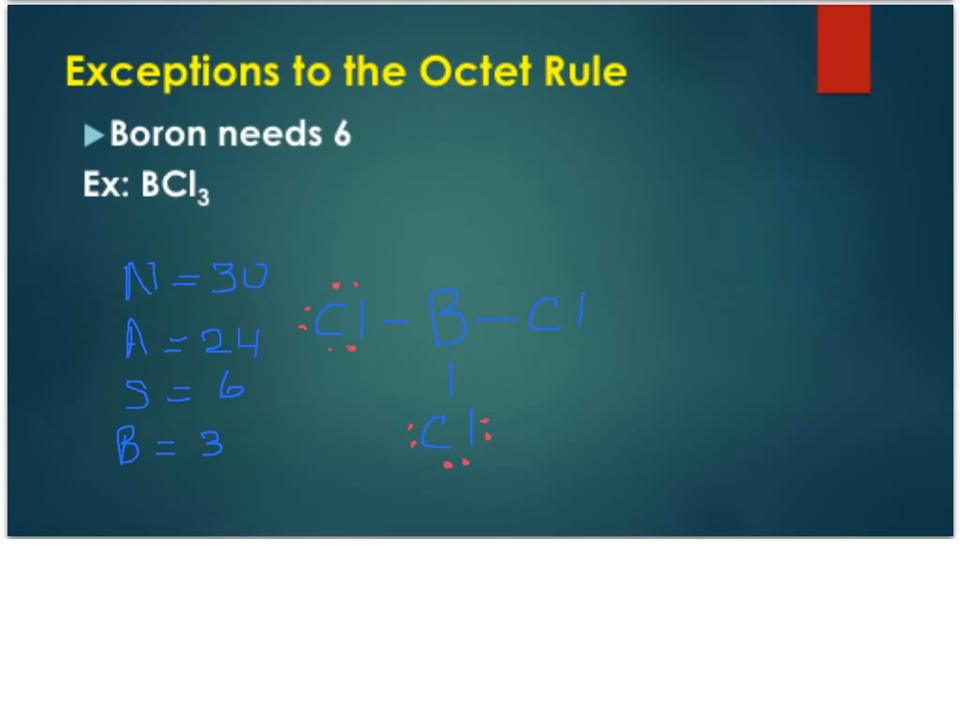 Exceptions to the Octet Rule
Boron needs 6
Ex: BCl₃
N = 30
A = 24
S = 6
B = 3
:Cl — B — Cl
|
:Cl: